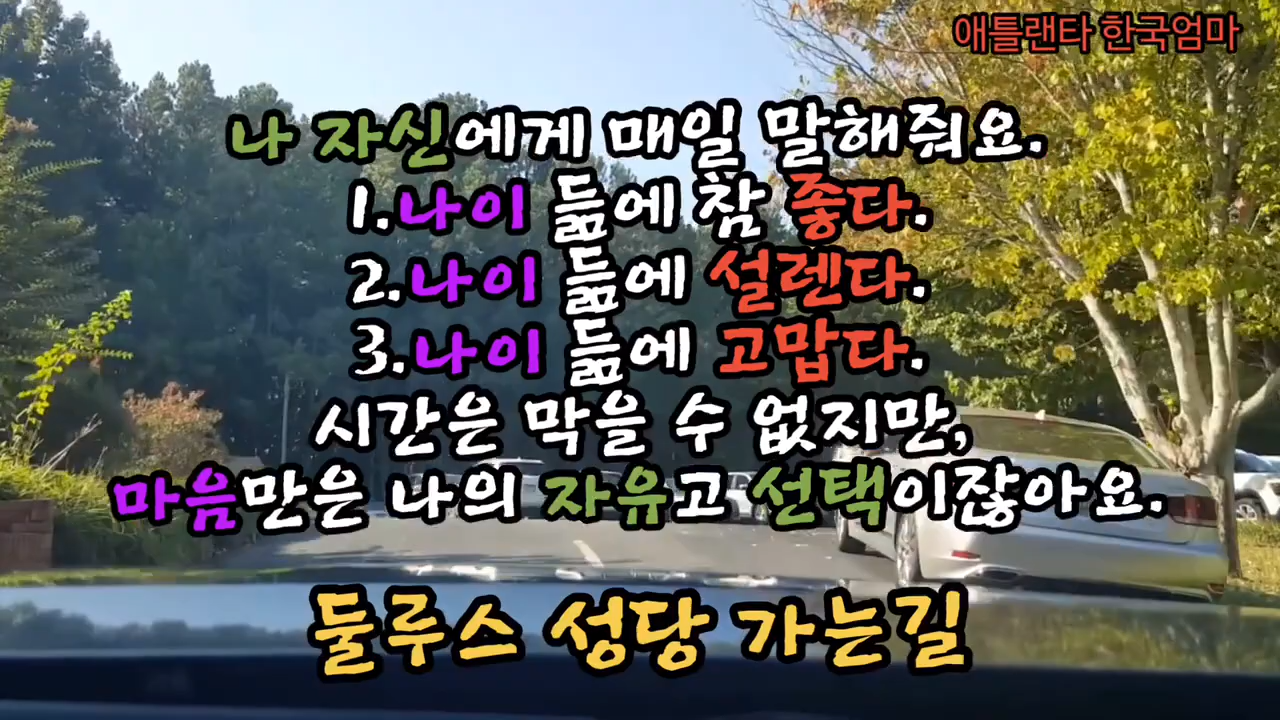 애틀랜타 한국엄마
나 자신에게 매일 말해줘요.
1.나이 듦에 참 좋다.
2.나이 듦에 설렌다.
3.나이 듦에 고맙다.
시간은 막을 수 없지만,
마음만은 나의 자유고 선택이잖아요.
둘루스 성당 가는길